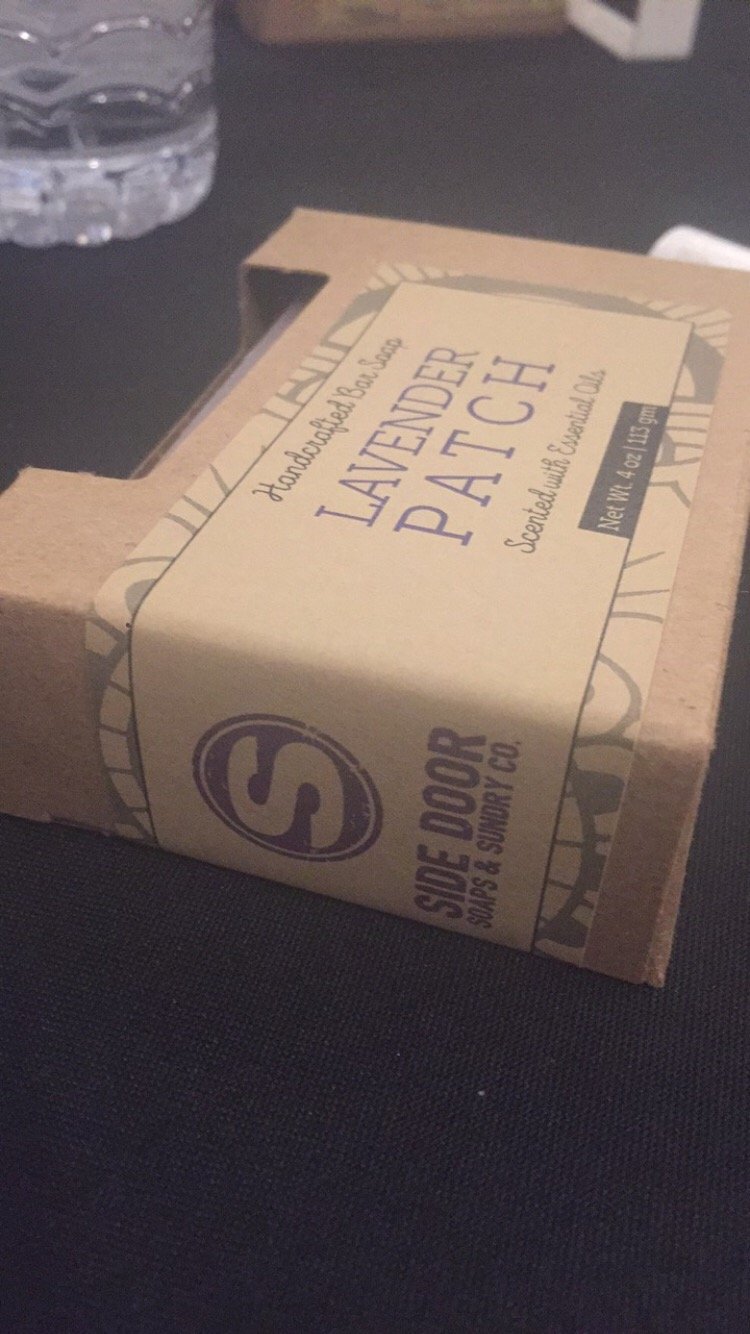 Handcrafted Bar Soap
LAVENDER
PATCH
Scented with Essential Oils
Net Wt. 4 oz | 113 gm
S
SIDE DOOR
SOAPS & SUNDRY CO.